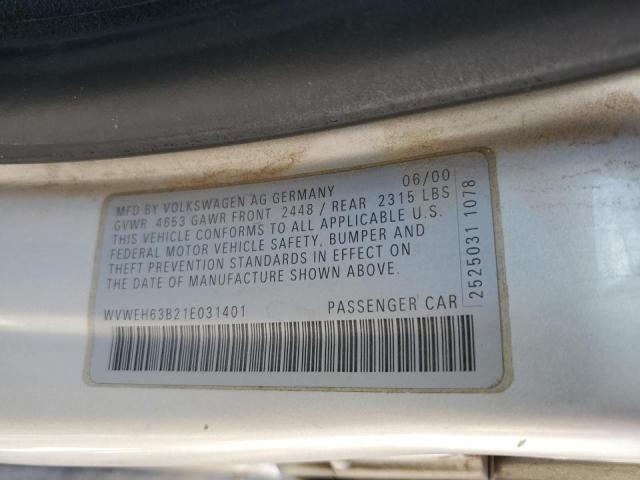 MFD BY VOLKSWAGEN AG GERMANY 06/00
GVWR 4653 GAWR FRONT 2448 / REAR 2315 LBS
THIS VEHICLE CONFORMS TO ALL APPLICABLE U.S.
FEDERAL MOTOR VEHICLE SAFETY, BUMPER AND
THEFT PREVENTION STANDARDS IN EFFECT ON
THE DATE OF MANUFACTURE SHOWN ABOVE.
WVWEH63B21E031401 PASSENGER CAR
2525031 1078